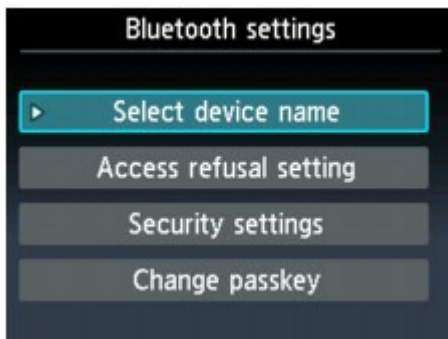 Bluetooth settings
Select device name
Access refusal setting
Security settings
Change passkey